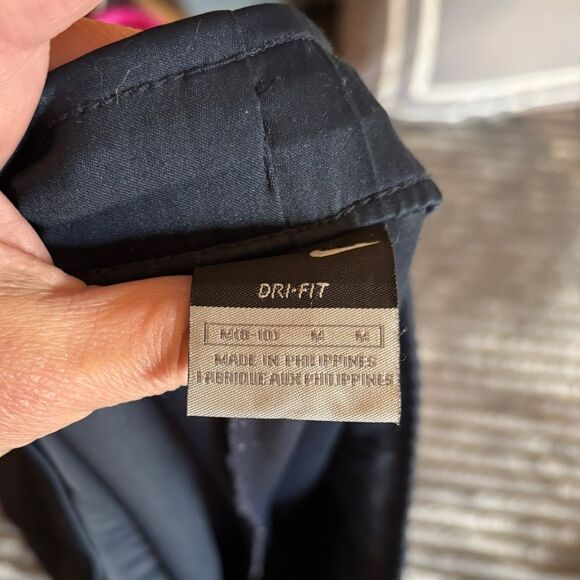 DRI-FIT
M(8-10) M M
MADE IN PHILIPPINES
FABRIQUE AUX PHILIPPINES